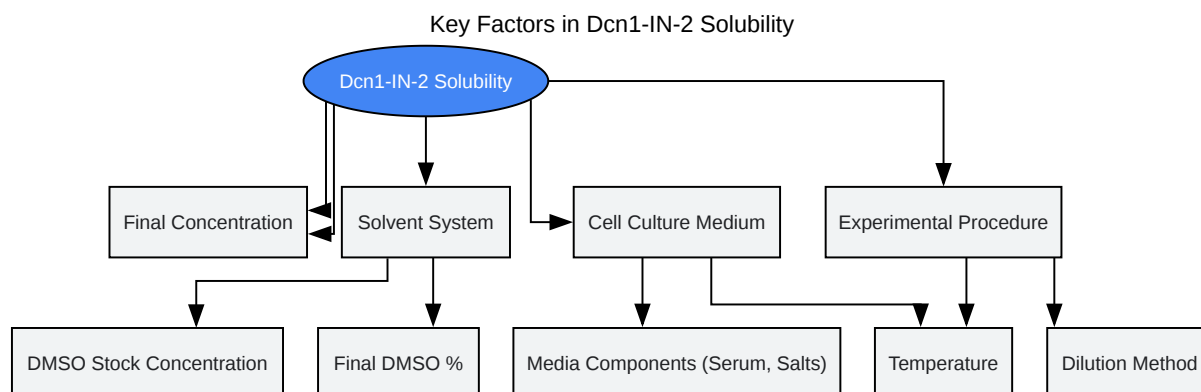 Key Factors in Dcn1-IN-2 Solubility
Dcn1-IN-2 Solubility
Final Concentration
Solvent System
Cell Culture Medium
Experimental Procedure
DMSO Stock Concentration
Final DMSO %
Media Components (Serum, Salts)
Temperature
Dilution Method